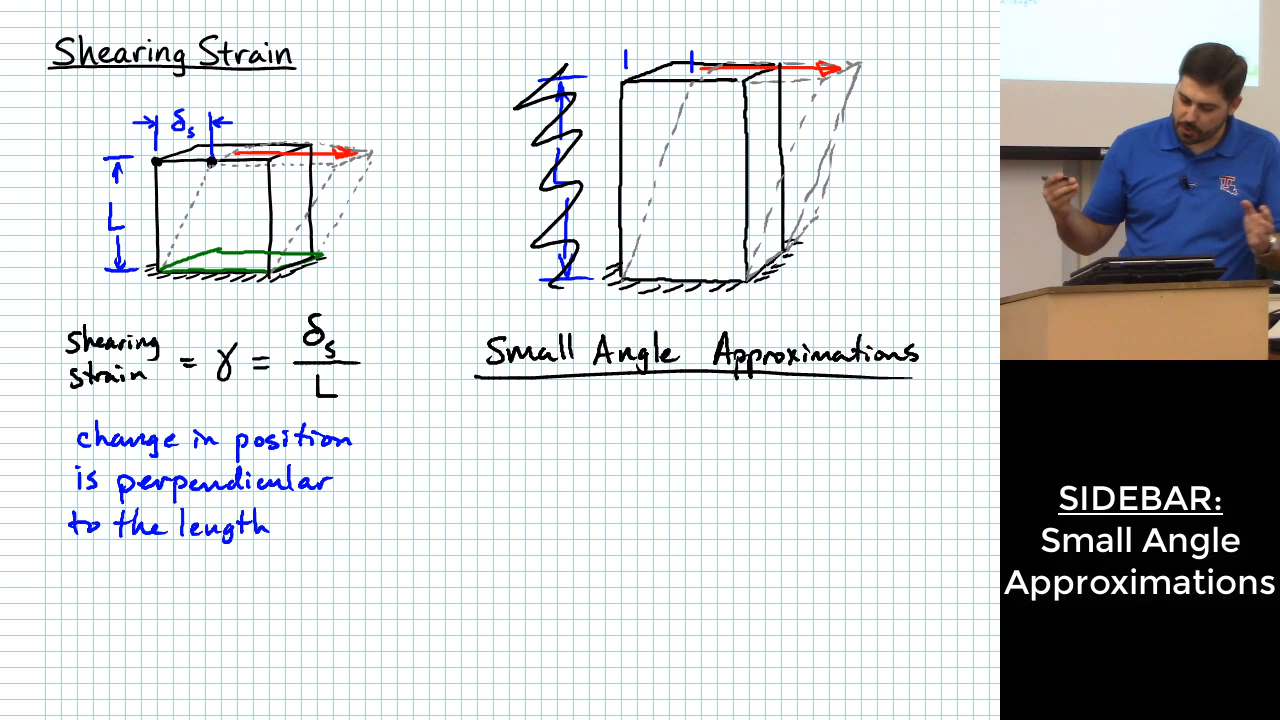 Shearing Strain
δs
L
shearing
strain = γ = δs
L
change in position
is perpendicular
to the length
Small Angle Approximations
SIDEBAR:
Small Angle
Approximations